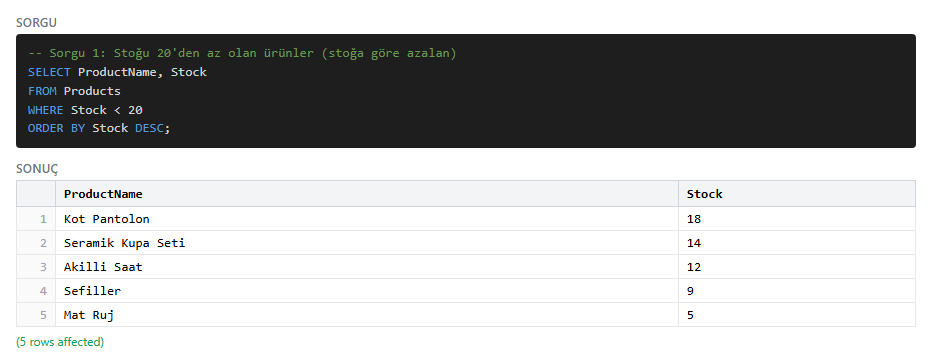 SORGU
-- Sorgu 1: Stoğu 20'den az olan ürünler (stoğa göre azalan)
SELECT ProductName, Stock
FROM Products
WHERE Stock < 20
ORDER BY Stock DESC;
SONUÇ
ProductName Stock
1 Kot Pantolon 18
2 Seramik Kupa Seti 14
3 Akilli Saat 12
4 Sefiller 9
5 Mat Ruj 5
(5 rows affected)